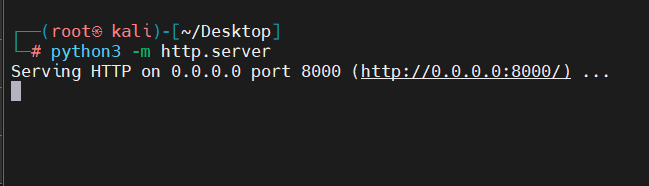 ┌──(root㉿ kali)-[~/Desktop]
└─# python3 -m http.server
Serving HTTP on 0.0.0.0 port 8000 (http://0.0.0.0:8000/) ...